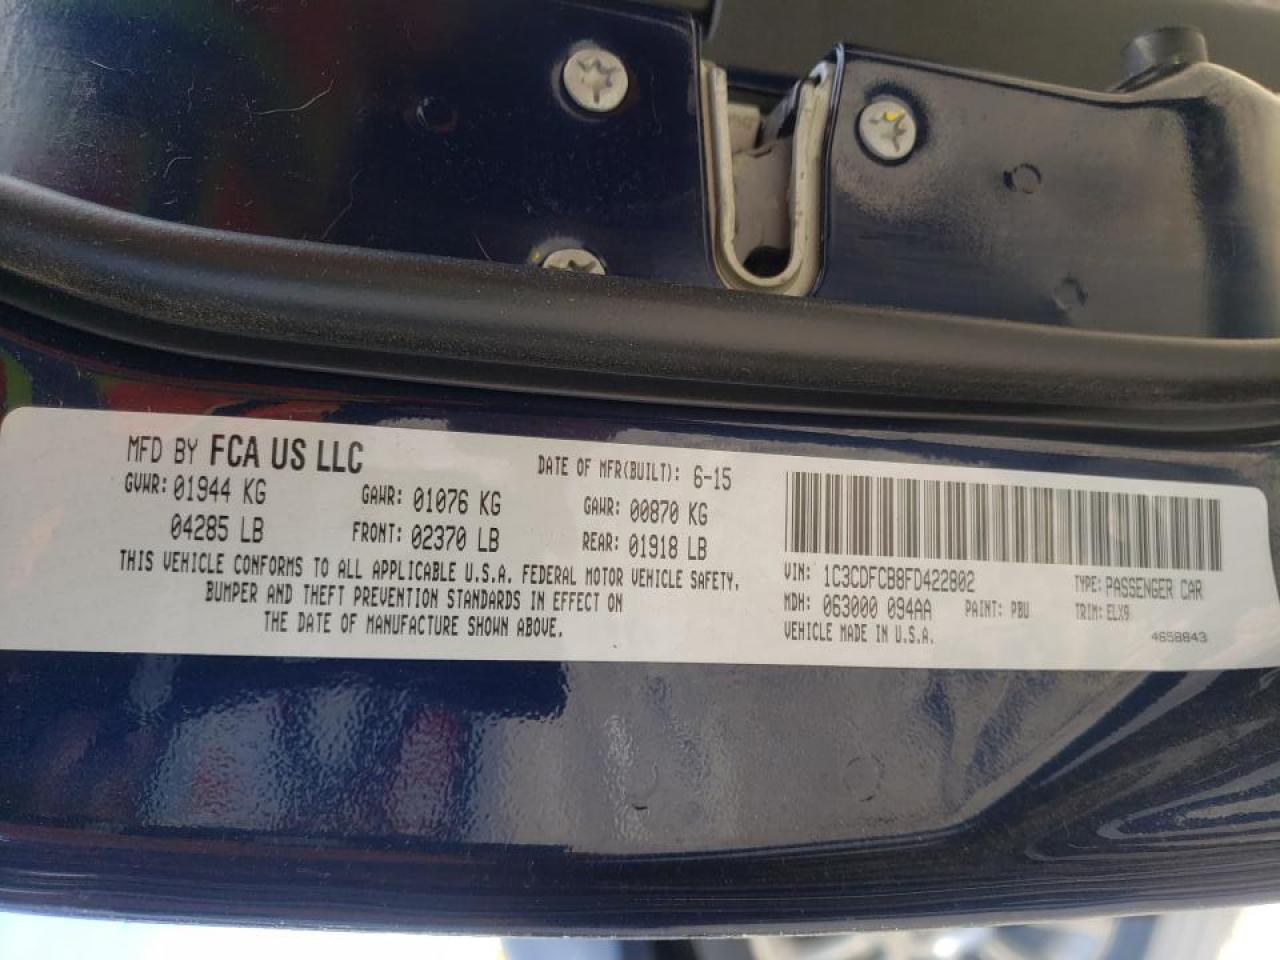 MFD BY FCA US LLC
DATE OF MFR(BUILT): 6-15
GVWR: 01944 KG
04285 LB
GAWR: 01076 KG
FRONT: 02370 LB
GAWR: 00870 KG
REAR: 01918 LB
THIS VEHICLE CONFORMS TO ALL APPLICABLE U.S.A. FEDERAL MOTOR VEHICLE SAFETY,
BUMPER AND THEFT PREVENTION STANDARDS IN EFFECT ON
THE DATE OF MANUFACTURE SHOWN ABOVE.
VIN: 1C3CDFCB8FD422802 TYPE: PASSENGER CAR
MDH: 063000 094AA PAINT: PBU TRIM: ELX9
VEHICLE MADE IN U.S.A. 4658843